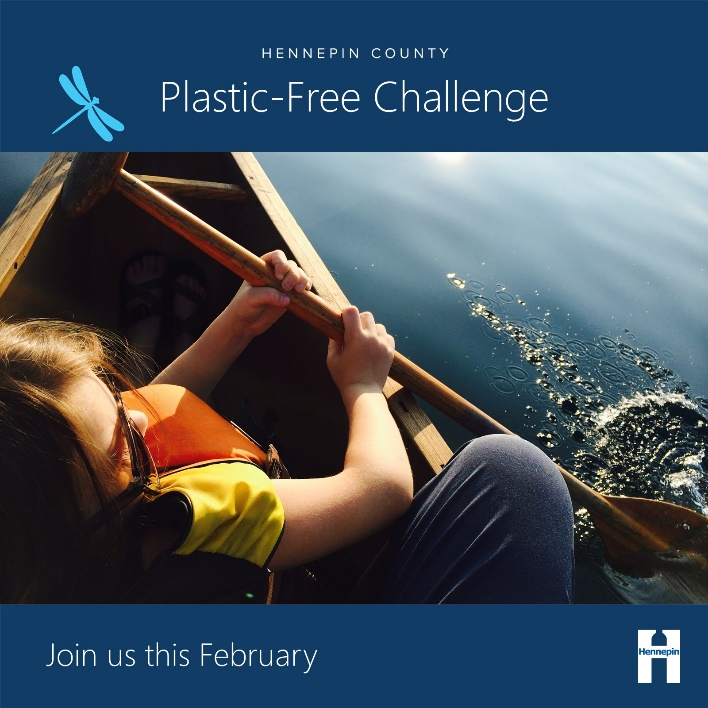 HENNEPIN COUNTY
Plastic-Free Challenge
Join us this February
Hennepin